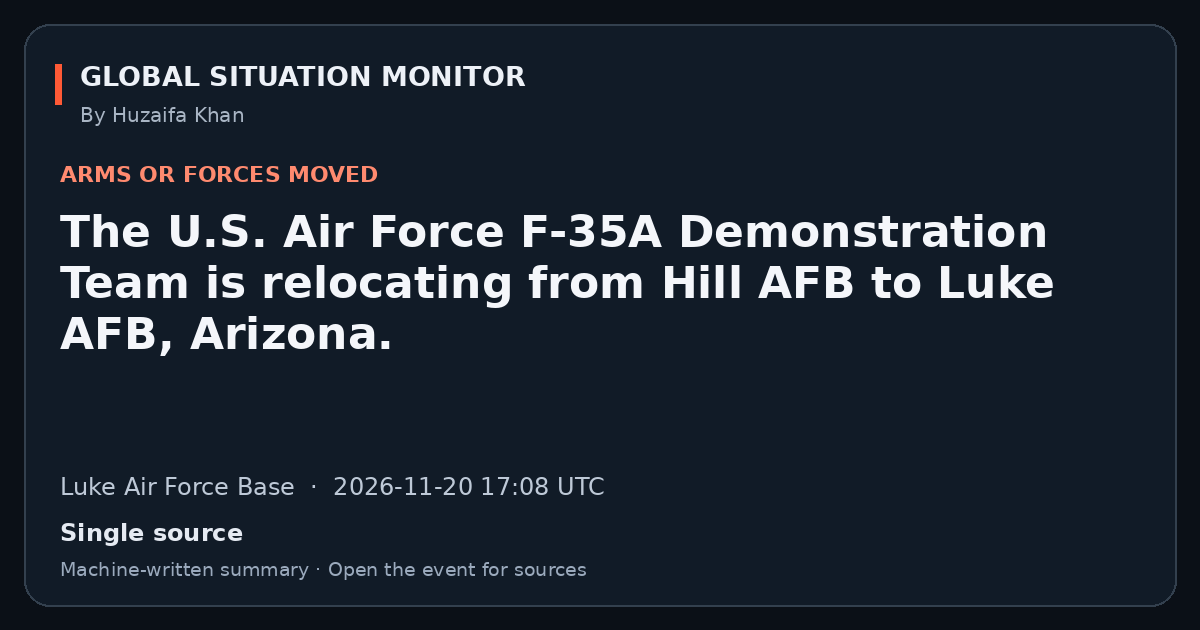 GLOBAL SITUATION MONITOR
By Huzaifa Khan
ARMS OR FORCES MOVED
The U.S. Air Force F-35A Demonstration
Team is relocating from Hill AFB to Luke
AFB, Arizona.
Luke Air Force Base · 2026-11-20 17:08 UTC
Single source
Machine-written summary · Open the event for sources